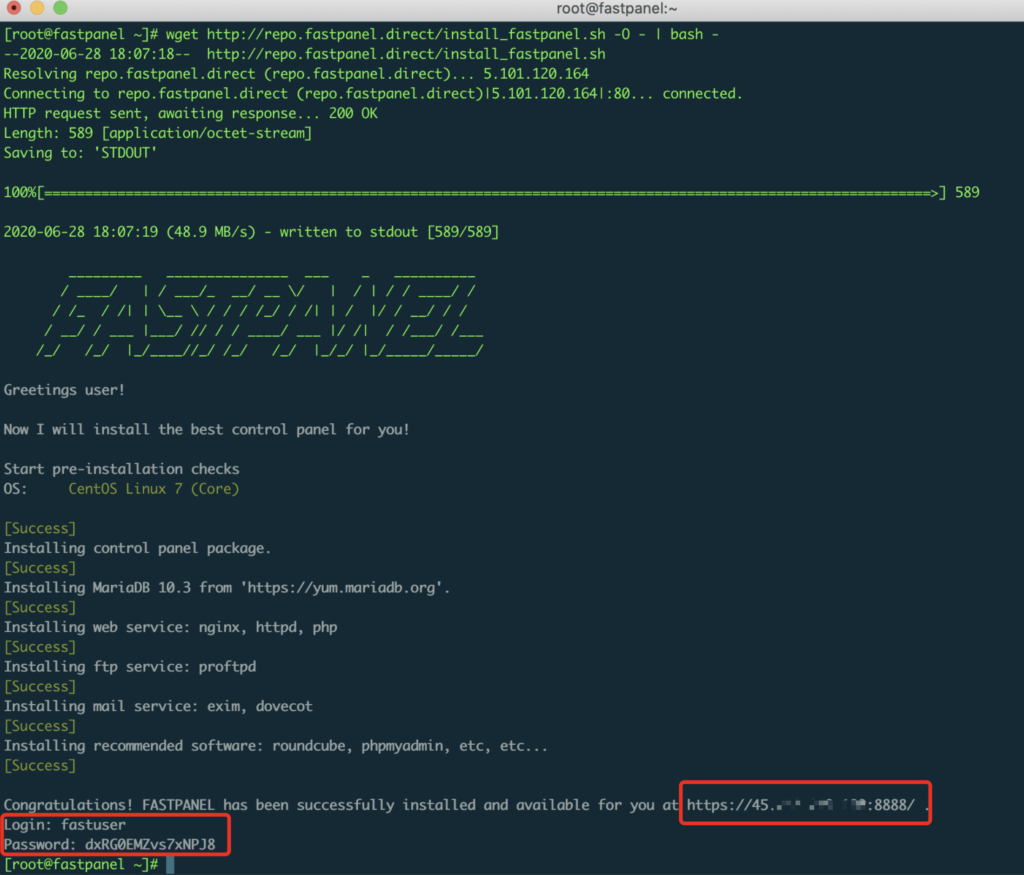 root@fastpanel:~
[root@fastpanel ~]# wget http://repo.fastpanel.direct/install_fastpanel.sh -O - | bash -
--2020-06-28 18:07:18--  http://repo.fastpanel.direct/install_fastpanel.sh
Resolving repo.fastpanel.direct (repo.fastpanel.direct)... 5.101.120.164
Connecting to repo.fastpanel.direct (repo.fastpanel.direct)|5.101.120.164|:80... connected.
HTTP request sent, awaiting response... 200 OK
Length: 589 [application/octet-stream]
Saving to: 'STDOUT'
100%[=============================================================================================================>] 589
2020-06-28 18:07:19 (48.9 MB/s) - written to stdout [589/589]
FASTPANEL
Greetings user!
Now I will install the best control panel for you!
Start pre-installation checks
OS:     CentOS Linux 7 (Core)
[Success]
Installing control panel package.
[Success]
Installing MariaDB 10.3 from 'https://yum.mariadb.org'.
[Success]
Installing web service: nginx, httpd, php
[Success]
Installing ftp service: proftpd
[Success]
Installing mail service: exim, dovecot
[Success]
Installing recommended software: roundcube, phpmyadmin, etc, etc...
[Success]
Congratulations! FASTPANEL has been successfully installed and available for you at https://45. :8888/ .
Login: fastuser
Password: dxRG0EMZvs7xNPJ8
[root@fastpanel ~]#